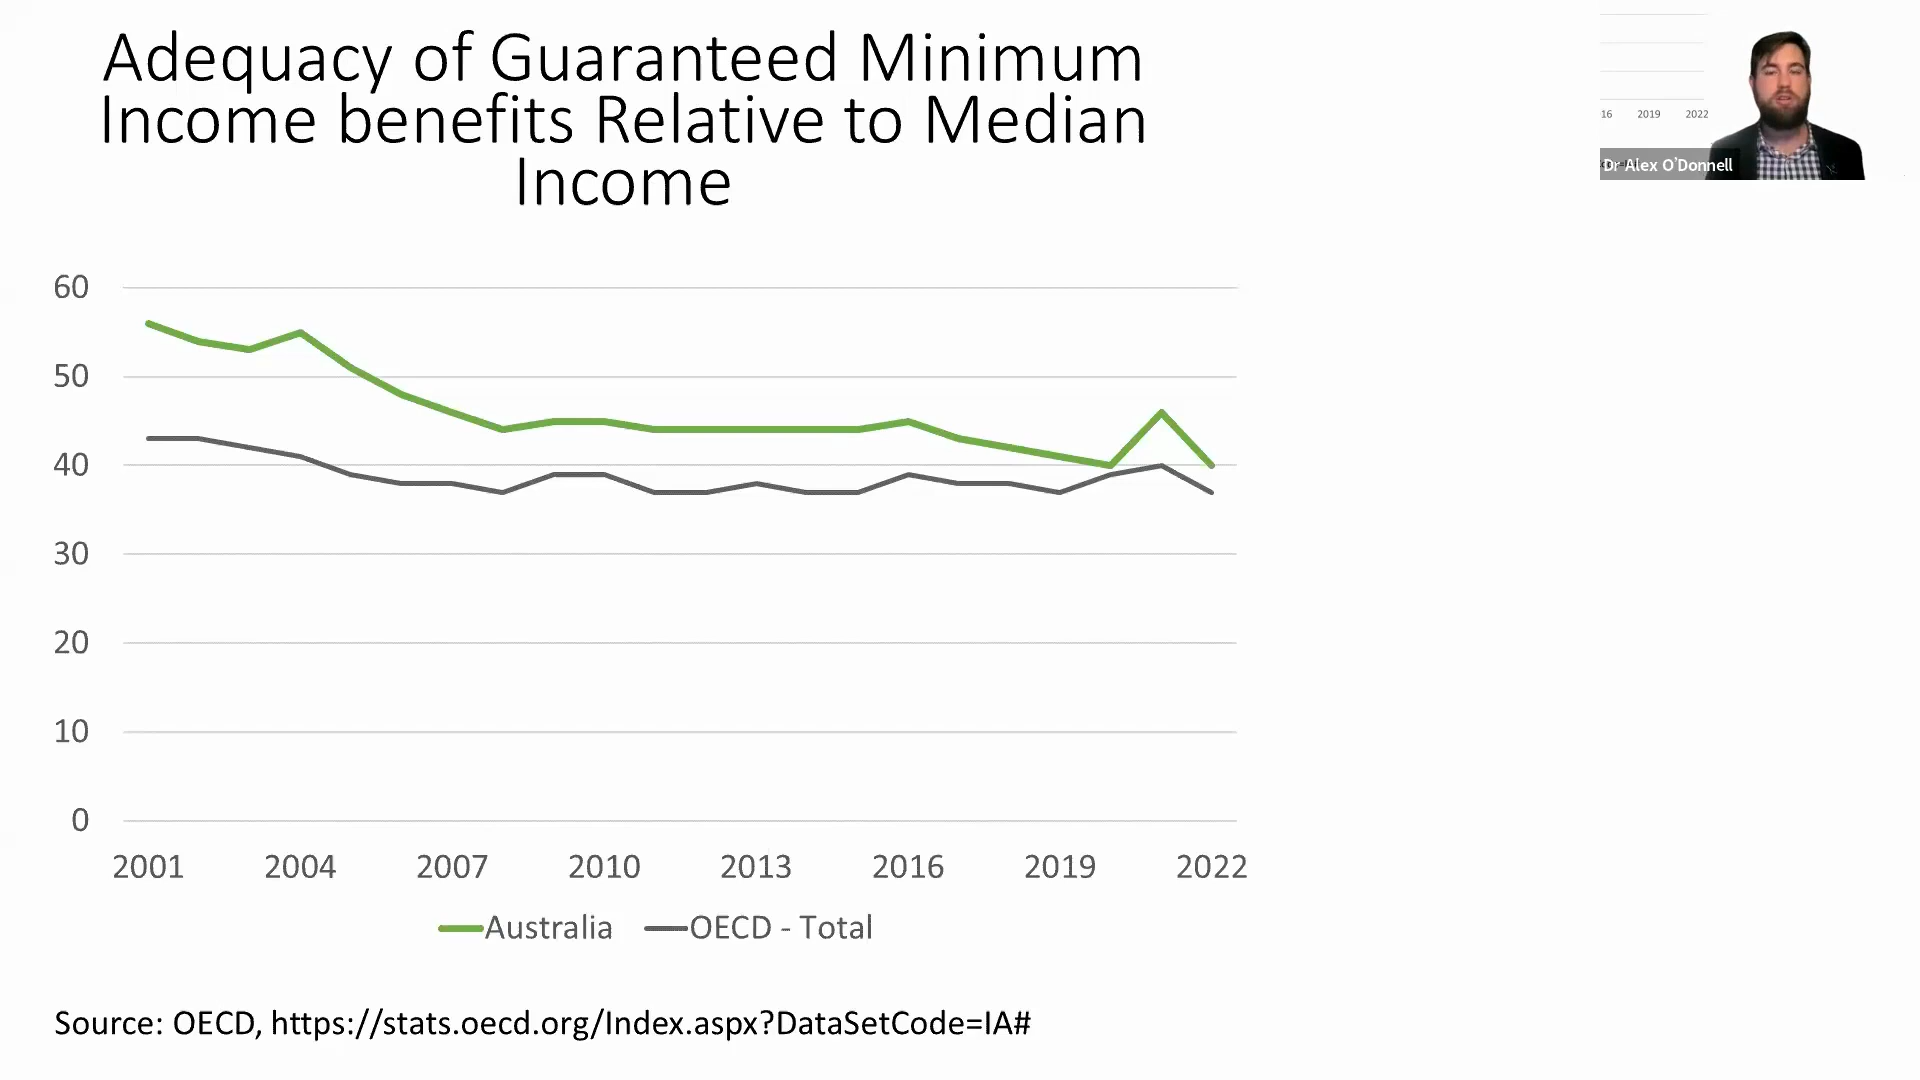 Adequacy of Guaranteed Minimum
Income benefits Relative to Median
Income
16 2019 2022
Dr Alex O'Donnell
60
50
40
30
20
10
0
2001 2004 2007 2010 2013 2016 2019 2022
Australia OECD - Total
Source: OECD, https://stats.oecd.org/Index.aspx?DataSetCode=IA#